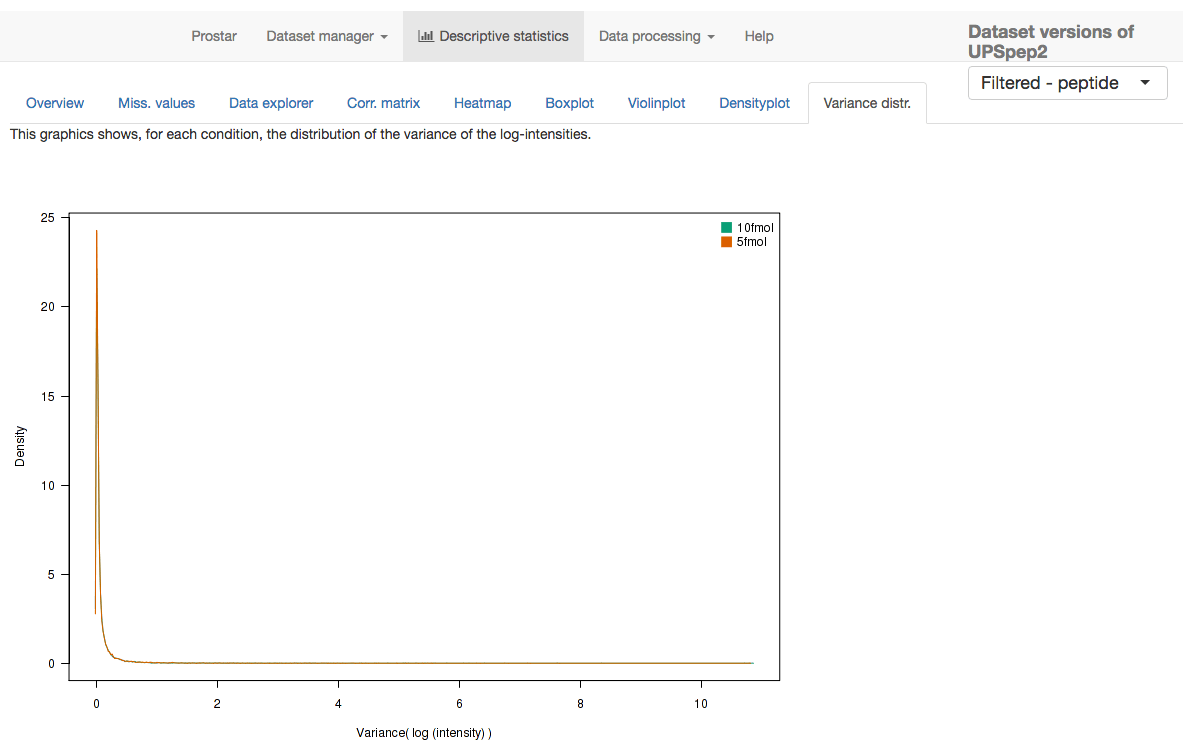 Prostar Dataset manager Descriptive statistics Data processing Help
Dataset versions of
UPSpep2
Filtered - peptide
Overview Miss. values Data explorer Corr. matrix Heatmap Boxplot Violinplot Densityplot Variance distr.
This graphics shows, for each condition, the distribution of the variance of the log-intensities.
10fmol
5fmol
25
20
15
10
5
0
Density
0 2 4 6 8 10
Variance( log (intensity) )